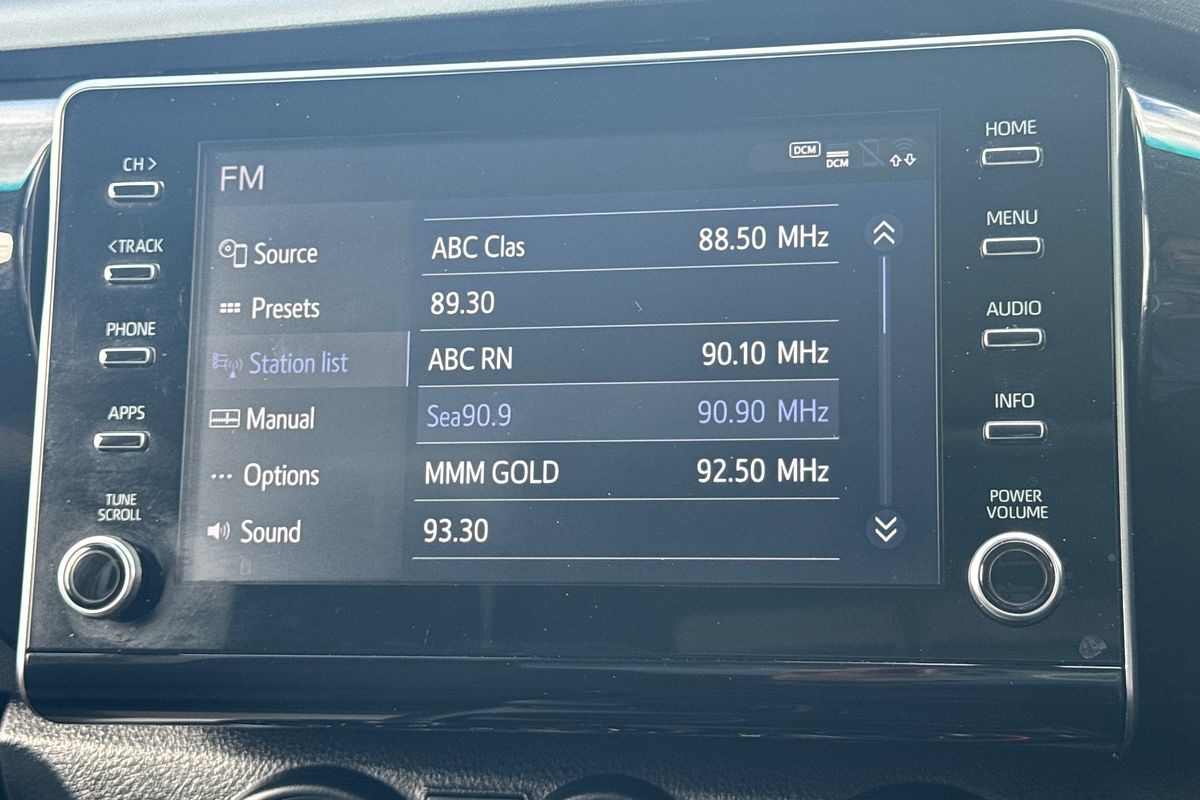 CH >
<TRACK
PHONE
APPS
TUNE
SCROLL
FM
DCM
DCM
Source
Presets
Station list
Manual
Options
Sound
ABC Clas 88.50 MHz
89.30
ABC RN 90.10 MHz
Sea90.9 90.90 MHz
MMM GOLD 92.50 MHz
93.30
HOME
MENU
AUDIO
INFO
POWER
VOLUME